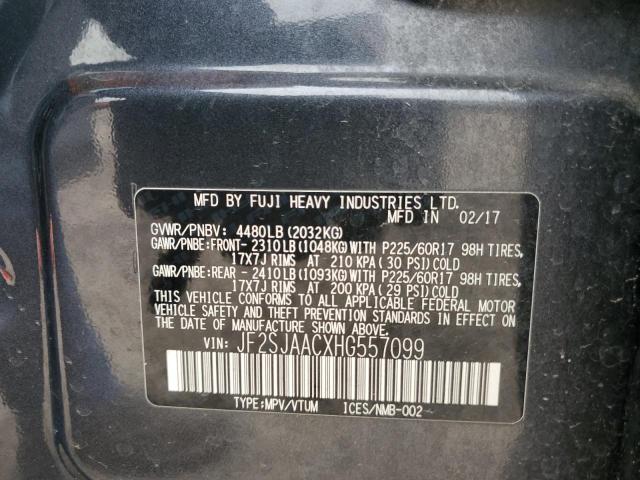 MFD BY FUJI HEAVY INDUSTRIES LTD.
MFD IN 02/17
GVWR/PNBV: 4480LB (2032KG)
GAWR/PNBE:FRONT- 2310LB(1048KG)WITH P225/60R17 98H TIRES,
17X7J RIMS AT 210 KPA (30 PSI)COLD
GAWR/PNBE:REAR - 2410LB(1093KG)WITH P225/60R17 98H TIRES,
17X7J RIMS AT 200 KPA (29 PSI)COLD
THIS VEHICLE CONFORMS TO ALL APPLICABLE FEDERAL MOTOR
VEHICLE SAFETY AND THEFT PREVENTION STANDARDS IN EFFECT
ON THE DATE OF MANUFACTURE SHOWN ABOVE.
VIN: JF2SJAACXHG557099
TYPE:MPV/VTUM ICES/NMB-002